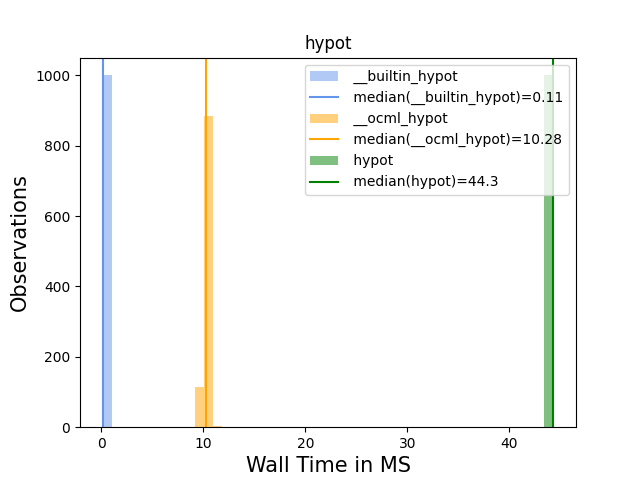 hypot
1000
800
600
400
200
0
Observations
__builtin_hypot
median(__builtin_hypot)=0.11
__ocml_hypot
median(__ocml_hypot)=10.28
hypot
median(hypot)=44.3
0 10 20 30 40
Wall Time in MS